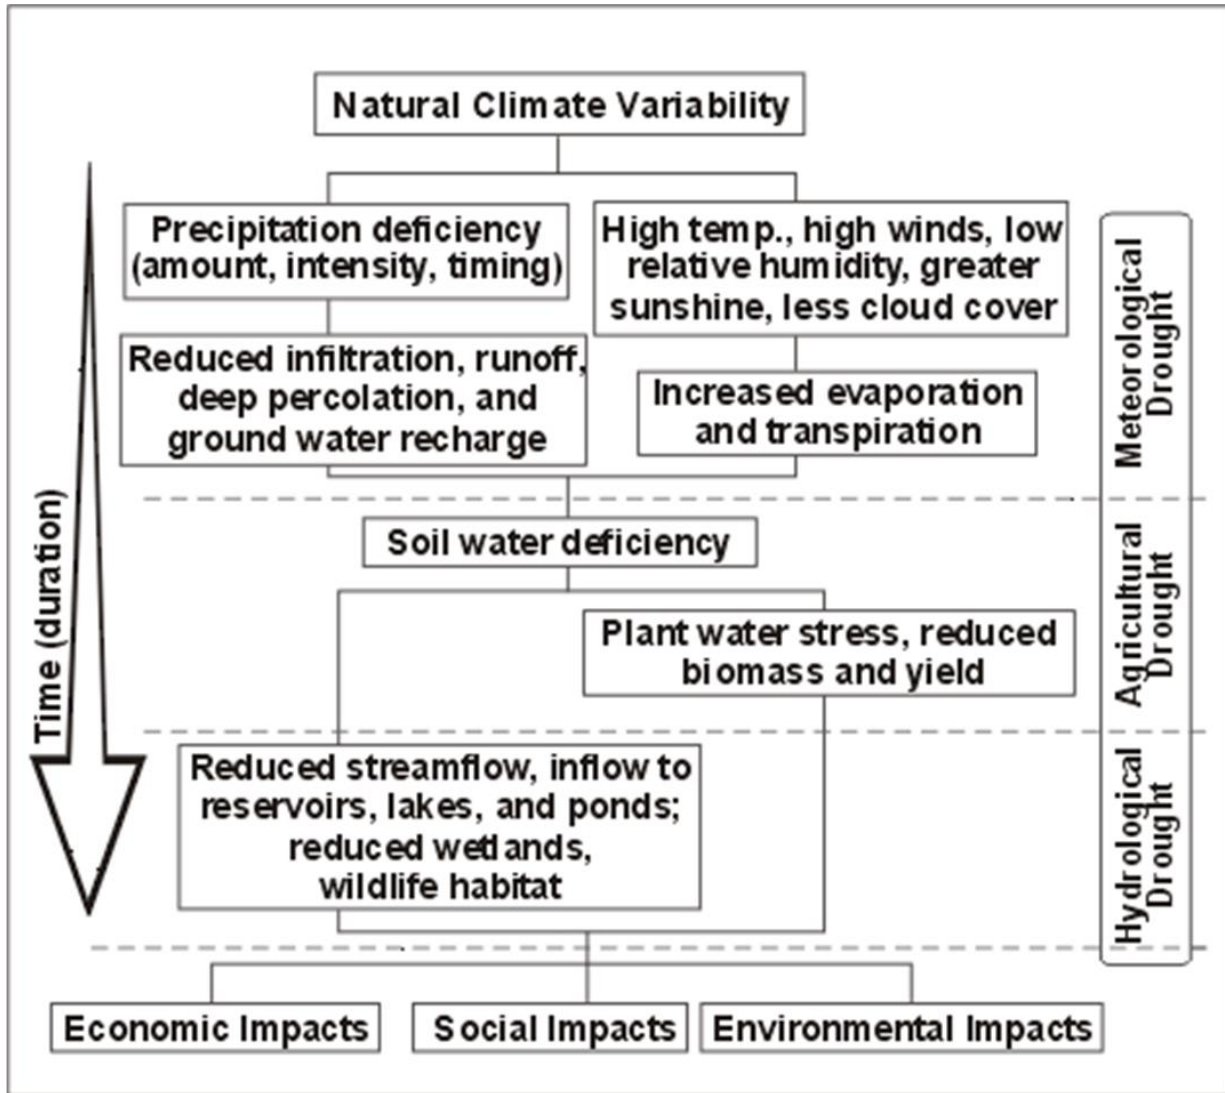 Natural Climate Variability
Precipitation deficiency
(amount, intensity, timing)
High temp., high winds, low
relative humidity, greater
sunshine, less cloud cover
Reduced infiltration, runoff,
deep percolation, and
ground water recharge
Increased evaporation
and transpiration
Meteorological
Drought
Time (duration)
Soil water deficiency
Plant water stress, reduced
biomass and yield
Agricultural
Drought
Reduced streamflow, inflow to
reservoirs, lakes, and ponds;
reduced wetlands,
wildlife habitat
Hydrological
Drought
Economic Impacts
Social Impacts
Environmental Impacts